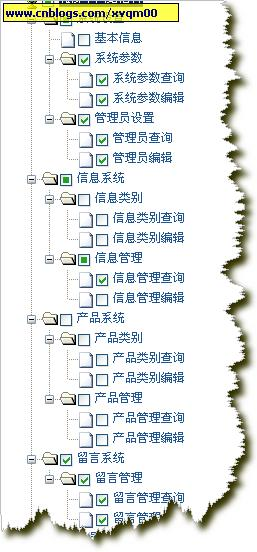 www.cnblogs.com/xvqm00
基本信息
系统参数
系统参数查询
系统参数编辑
管理员设置
管理员查询
管理员编辑
信息系统
信息类别
信息类别查询
信息类别编辑
信息管理
信息管理查询
信息管理编辑
产品系统
产品类别
产品类别查询
产品类别编辑
产品管理
产品管理查询
产品管理编辑
留言系统
留言管理
留言管理查询
留言管